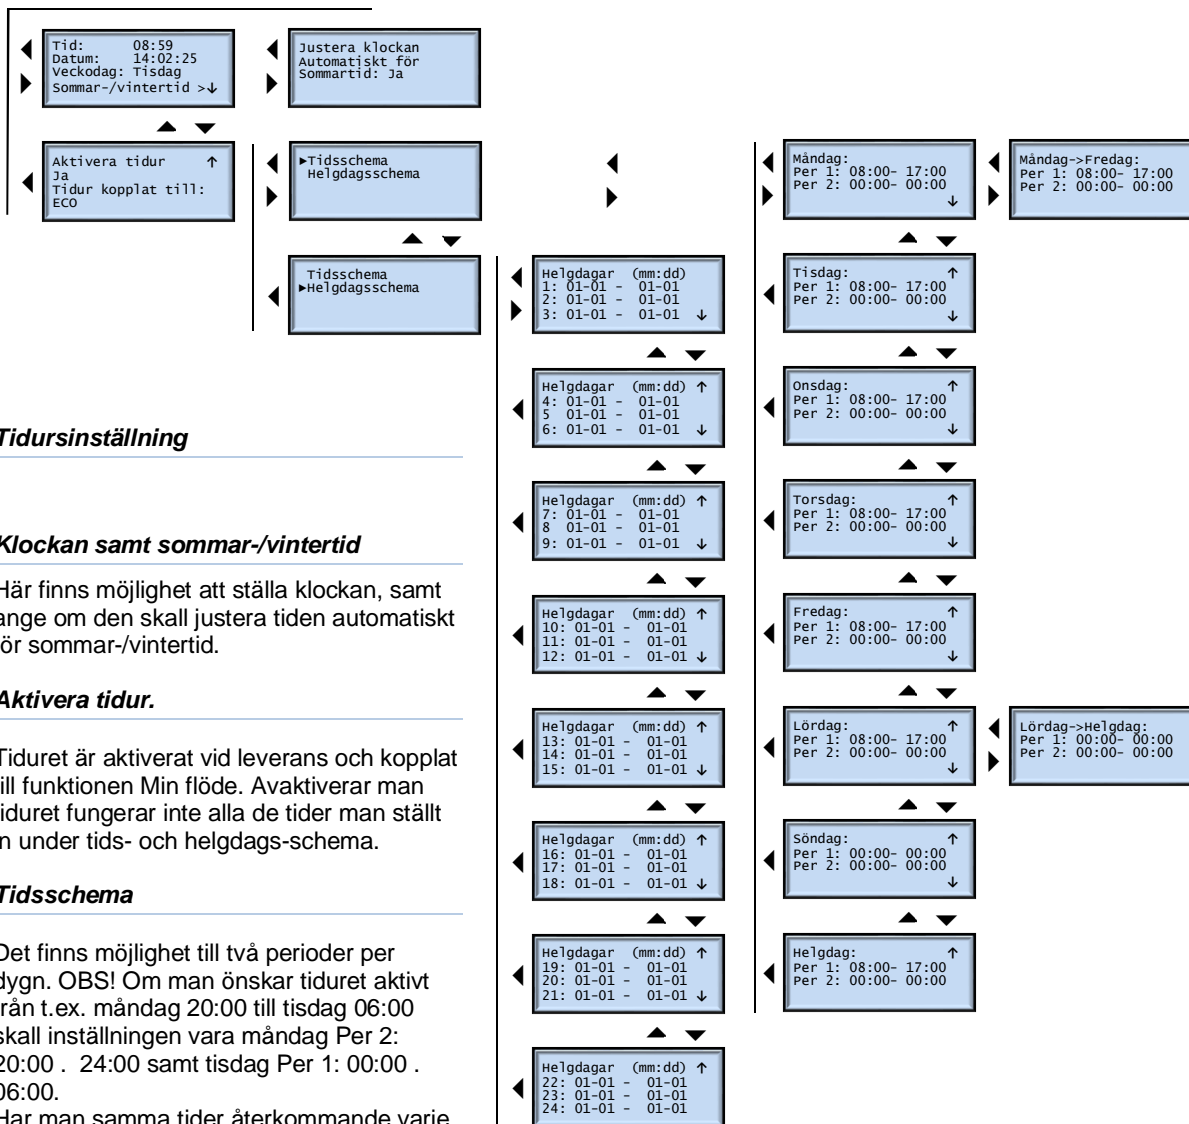 Tid: 08:59
Datum: 14:02:25
Veckodag: Tisdag
Sommar-/vintertid >↓
Justera klockan
Automatiskt för
Sommartid: Ja
Aktivera tidur ↑
Ja
Tidur kopplat till:
ECO
►Tidsschema
Helgdagsschema
Tidsschema
►Helgdagsschema
Helgdagar (mm:dd)
1: 01-01 - 01-01
2: 01-01 - 01-01
3: 01-01 - 01-01 ↓
Helgdagar (mm:dd) ↑
4: 01-01 - 01-01
5 01-01 - 01-01
6: 01-01 - 01-01 ↓
Helgdagar (mm:dd) ↑
7: 01-01 - 01-01
8 01-01 - 01-01
9: 01-01 - 01-01 ↓
Helgdagar (mm:dd) ↑
10: 01-01 - 01-01
11: 01-01 - 01-01
12: 01-01 - 01-01 ↓
Helgdagar (mm:dd) ↑
13: 01-01 - 01-01
14: 01-01 - 01-01
15: 01-01 - 01-01 ↓
Helgdagar (mm:dd) ↑
16: 01-01 - 01-01
17: 01-01 - 01-01
18: 01-01 - 01-01 ↓
Helgdagar (mm:dd) ↑
19: 01-01 - 01-01
20: 01-01 - 01-01
21: 01-01 - 01-01 ↓
Helgdagar (mm:dd) ↑
22: 01-01 - 01-01
23: 01-01 - 01-01
24: 01-01 - 01-01
Måndag:
Per 1: 08:00- 17:00
Per 2: 00:00- 00:00
↓
Måndag->Fredag:
Per 1: 08:00- 17:00
Per 2: 00:00- 00:00
Tisdag: ↑
Per 1: 08:00- 17:00
Per 2: 00:00- 00:00
↓
Onsdag: ↑
Per 1: 08:00- 17:00
Per 2: 00:00- 00:00
↓
Torsdag: ↑
Per 1: 08:00- 17:00
Per 2: 00:00- 00:00
↓
Fredag: ↑
Per 1: 08:00- 17:00
Per 2: 00:00- 00:00
↓
Lördag: ↑
Per 1: 08:00- 17:00
Per 2: 00:00- 00:00
↓
Lördag->Helgdag:
Per 1: 00:00- 00:00
Per 2: 00:00- 00:00
Söndag: ↑
Per 1: 00:00- 00:00
Per 2: 00:00- 00:00
↓
Helgdag: ↑
Per 1: 08:00- 17:00
Per 2: 00:00- 00:00
Tidursinställning
Klockan samt sommar-/vintertid
Här finns möjlighet att ställa klockan, samt
ange om den skall justera tiden automatiskt
för sommar-/vintertid.
Aktivera tidur.
Tiduret är aktiverat vid leverans och kopplat
till funktionen Min flöde. Avaktiverar man
tiduret fungerar inte alla de tider man ställt
in under tids- och helgdags-schema.
Tidsschema
Det finns möjlighet till två perioder per
dygn. OBS! Om man önskar tiduret aktivt
från t.ex. måndag 20:00 till tisdag 06:00
skall inställningen vara måndag Per 2:
20:00 . 24:00 samt tisdag Per 1: 00:00 .
06:00.
Har man samma tider återkommande varje